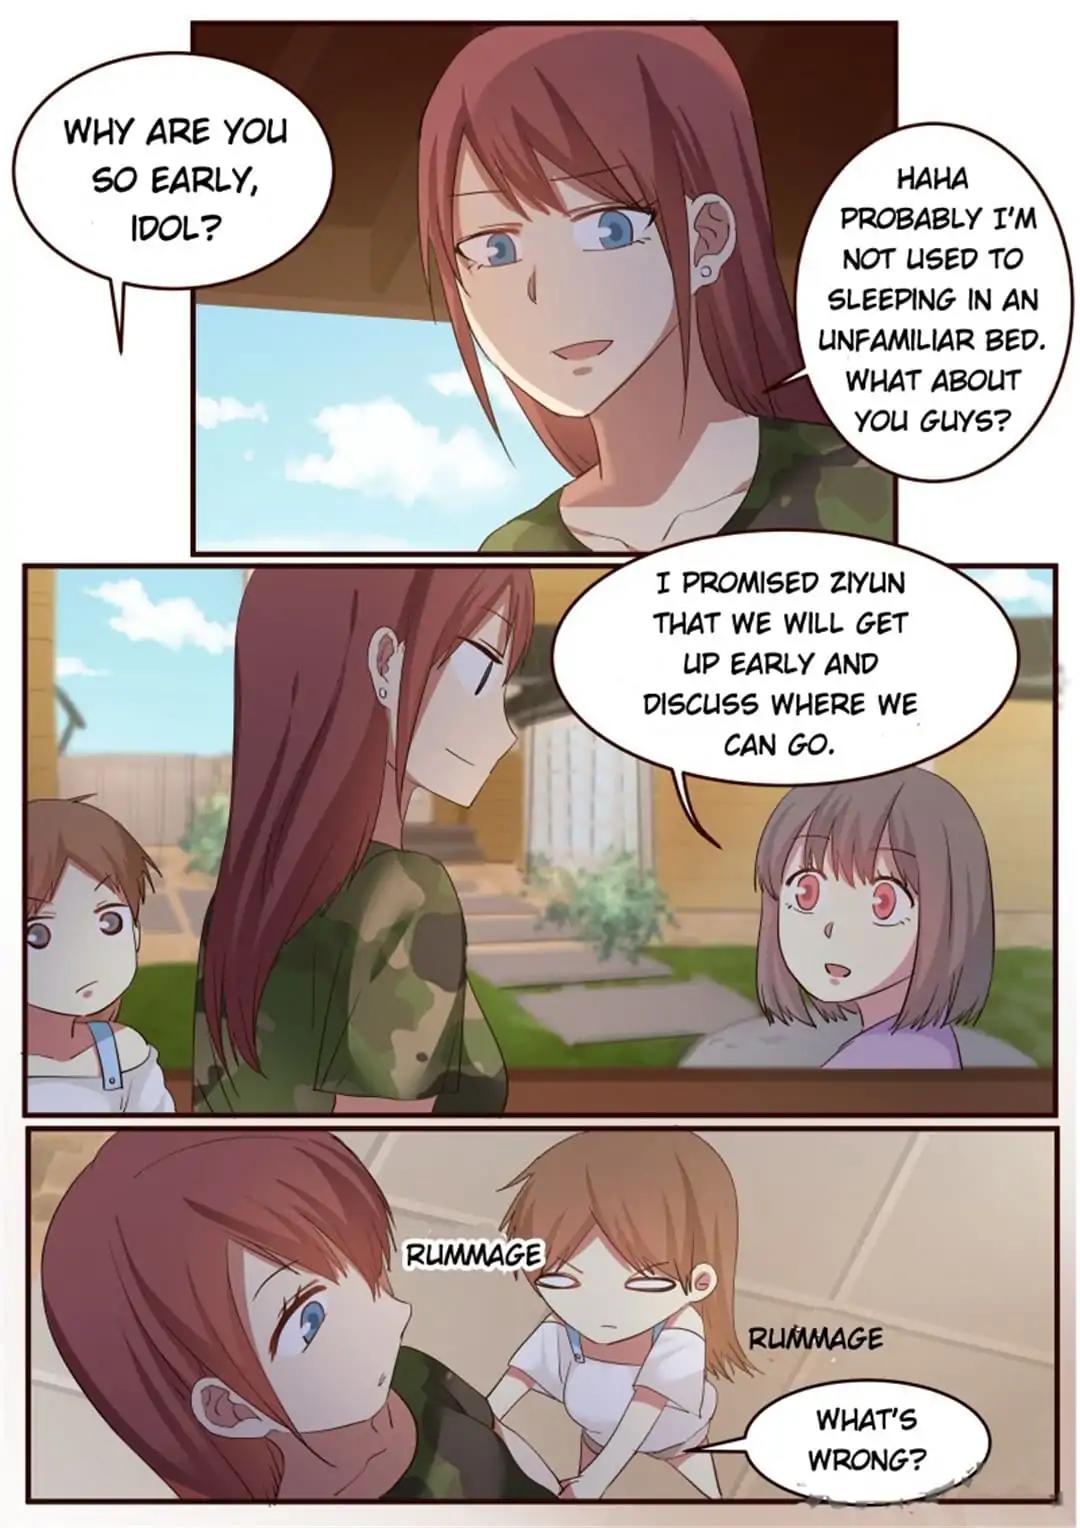 WHY ARE YOU
SO EARLY,
IDOL?
HAHA
PROBABLY I'M
NOT USED TO
SLEEPING IN AN
UNFAMILIAR BED.
WHAT ABOUT
YOU GUYS?
I PROMISED ZIYUN
THAT WE WILL GET
UP EARLY AND
DISCUSS WHERE WE
CAN GO.
RUMMAGE
RUMMAGE
WHAT'S
WRONG?